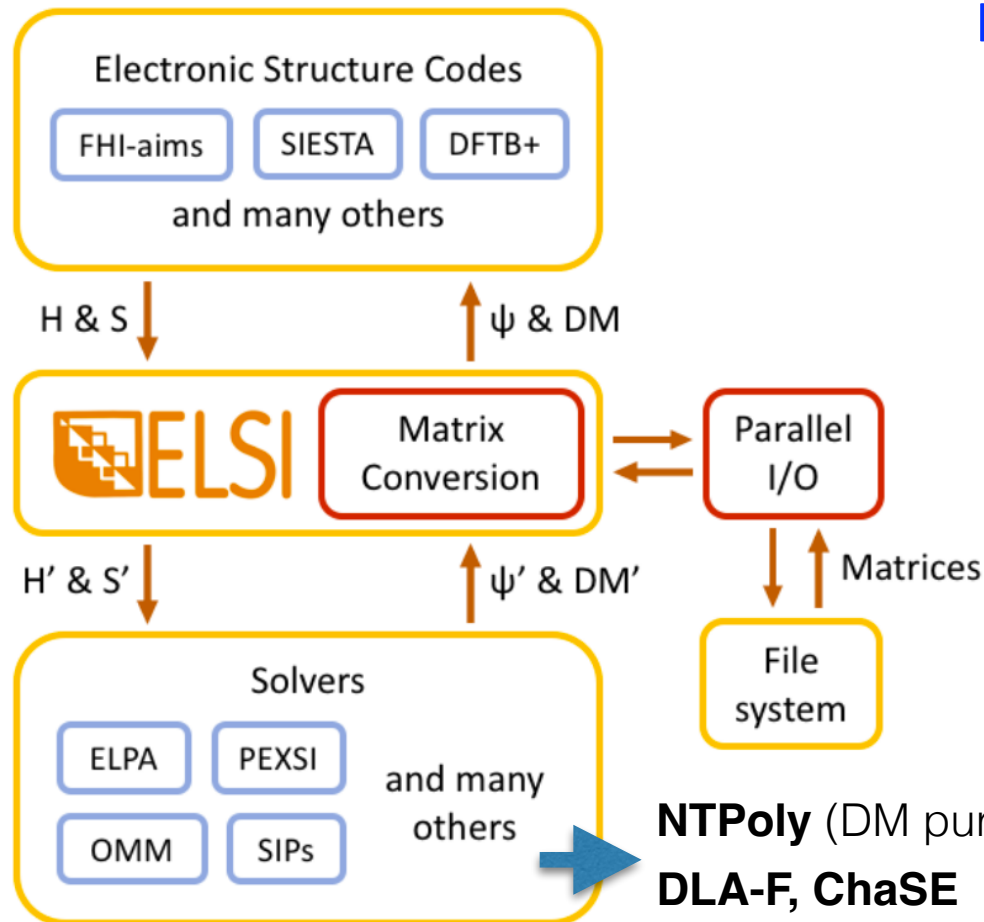 Electronic Structure Codes
FHI-aims SIESTA DFTB+
and many others
H & S
ψ & DM
ELSI
Matrix
Conversion
Parallel
I/O
H′ & S′
ψ′ & DM′
Matrices
Solvers
ELPA PEXSI
OMM SIPs
and many
others
File
system
NTPoly (DM pur
DLA-F, ChaSE